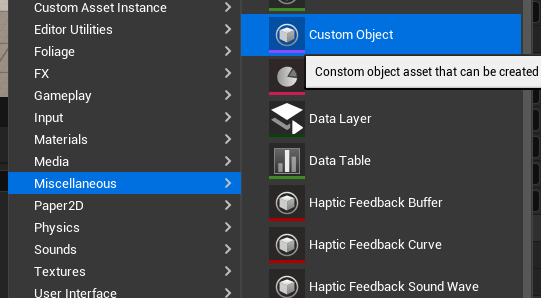 Custom Asset Instance
Editor Utilities
Foliage
FX
Gameplay
Input
Materials
Media
Miscellaneous
Paper2D
Physics
Sounds
Textures
User Interface
Custom Object
Constom object asset that can be created
Data Layer
Data Table
Haptic Feedback Buffer
Haptic Feedback Curve
Haptic Feedback Sound Wave